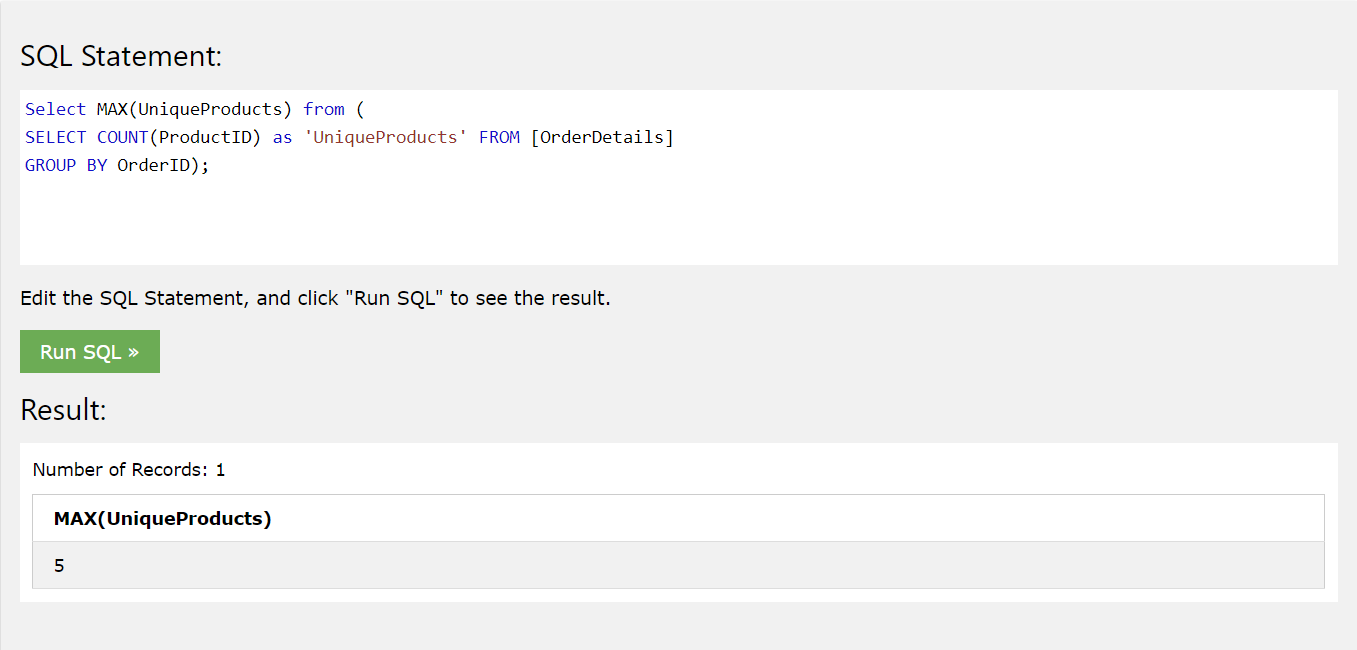 SQL Statement:
Select MAX(UniqueProducts) from (
SELECT COUNT(ProductID) as 'UniqueProducts' FROM [OrderDetails]
GROUP BY OrderID);
Edit the SQL Statement, and click "Run SQL" to see the result.
Run SQL »
Result:
Number of Records: 1
MAX(UniqueProducts)
5